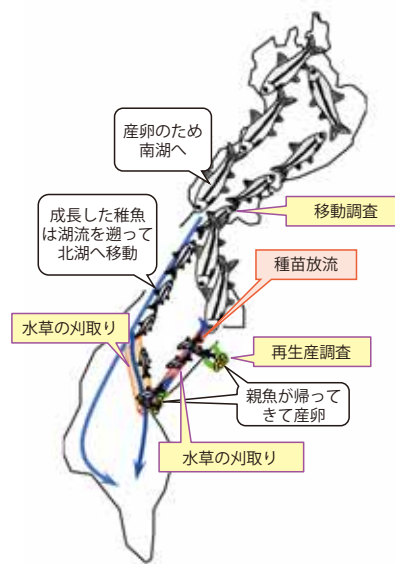 産卵のため
南湖へ
移動調査
成長した稚魚
は湖流を遡って
北湖へ移動
種苗放流
水草の刈取り
再生産調査
親魚が帰って
きて産卵
水草の刈取り